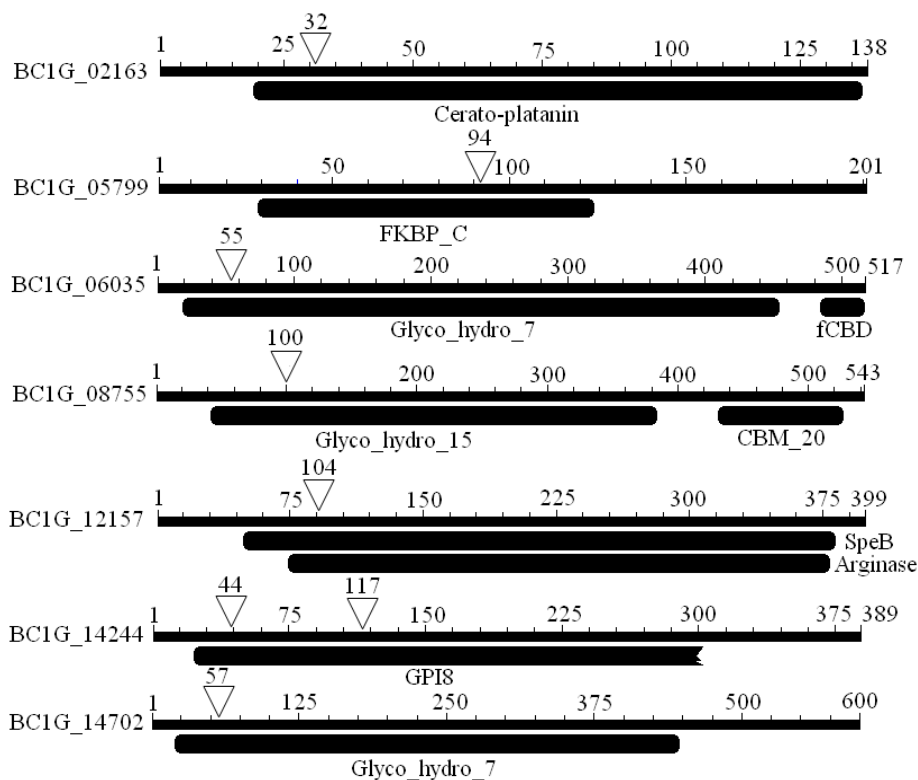 32
1 25 50 75 100 125 138
BC1G_02163
Cerato-platanin
94
1 50 100 150 201
BC1G_05799
FKBP_C
55
1 100 200 300 400 500 517
BC1G_06035
Glyco_hydro_7 fCBD
100
1 200 300 400 500 543
BC1G_08755
Glyco_hydro_15 CBM_20
104
1 75 150 225 300 375 399
BC1G_12157
SpeB
Arginase
44 117
1 75 150 225 300 375 389
BC1G_14244
GPI8
57
1 125 250 375 500 600
BC1G_14702
Glyco_hydro_7